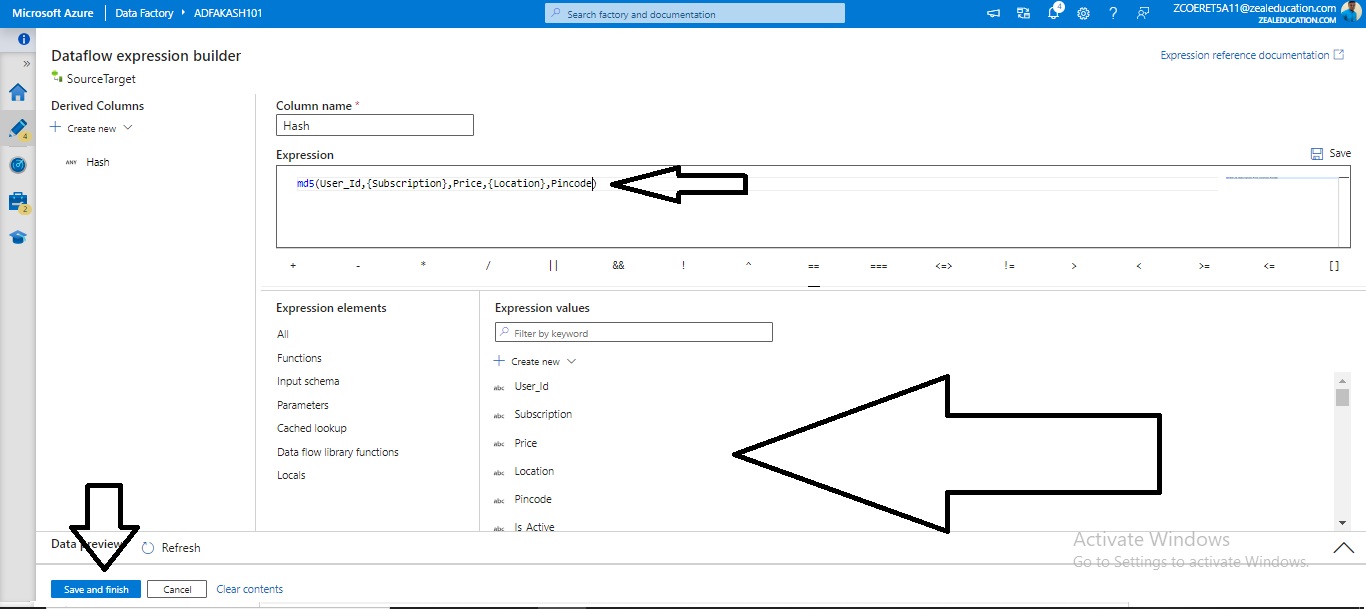 Microsoft Azure
Data Factory
ADFAKASH101
Search factory and documentation
4
ZCOERET5A11@zealeducation.com
ZEALEDUCATION.COM
Dataflow expression builder
Expression reference documentation
SourceTarget
Derived Columns
Create new
ANY Hash
Column name *
Hash
Expression
Save
md5(User_Id,{Subscription},Price,{Location},Pincode)
+ - * / || && ! ^ == === <=> != > < >= <= []
4
2
Expression elements
All
Functions
Input schema
Parameters
Cached lookup
Data flow library functions
Locals
Expression values
Filter by keyword
Create new
abc User_Id
abc Subscription
abc Price
abc Location
abc Pincode
abc Is_Active
Data preview
Refresh
Activate Windows
Go to Settings to activate Windows.
Save and finish
Cancel
Clear contents